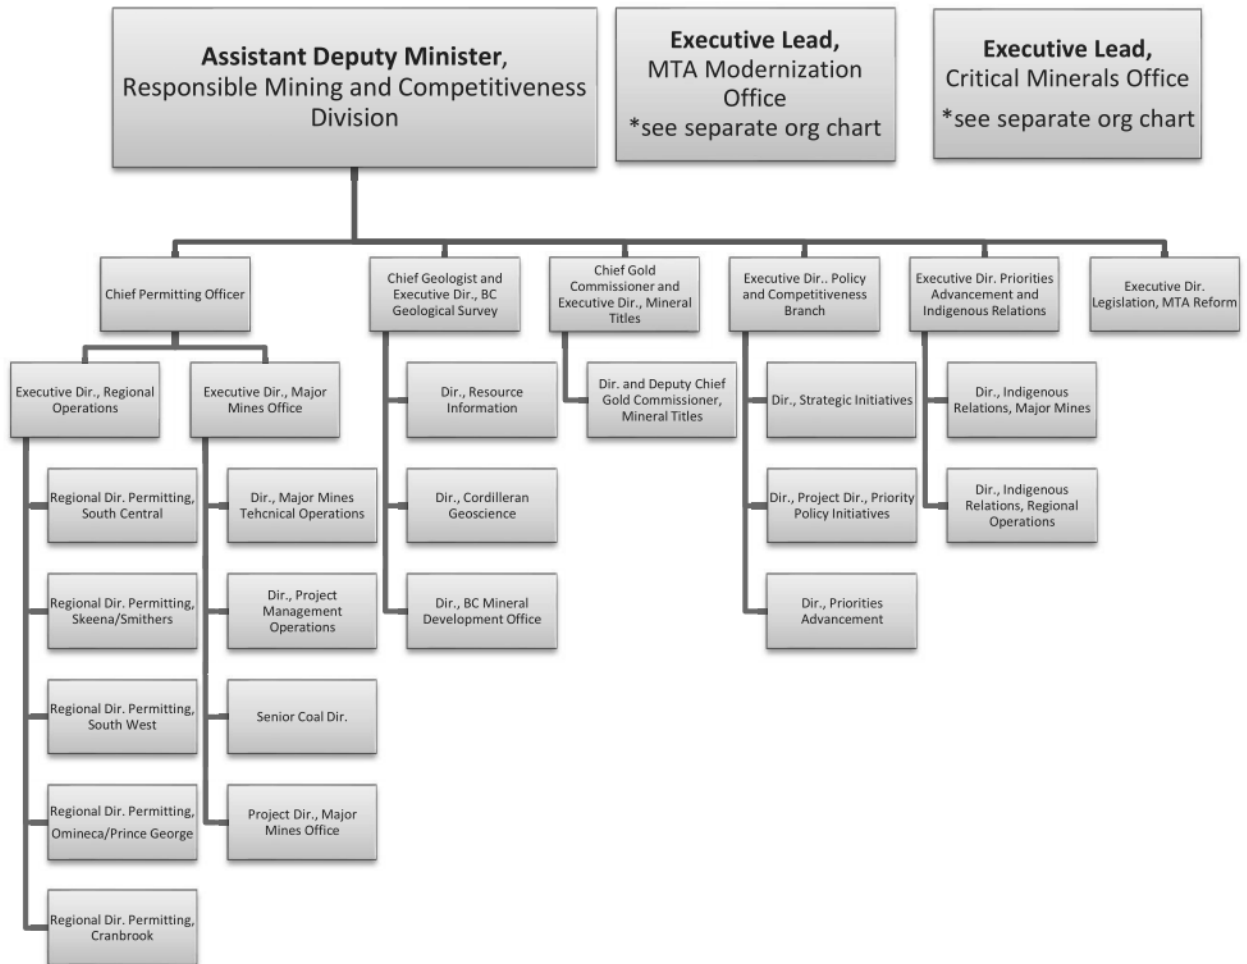 Assistant Deputy Minister,
Responsible Mining and Competitiveness
Division
Executive Lead,
MTA Modernization
Office
*see separate org chart
Executive Lead,
Critical Minerals Office
*see separate org chart
Chief Permitting Officer
Chief Geologist and
Executive Dir., BC
Geological Survey
Chief Gold
Commissioner and
Executive Dir., Mineral
Titles
Executive Dir.. Policy
and Competitiveness
Branch
Executive Dir. Priorities
Advancement and
Indigenous Relations
Executive Dir.
Legislation, MTA Reform
Executive Dir., Regional
Operations
Executive Dir., Major
Mines Office
Dir., Resource
Information
Dir. and Deputy Chief
Gold Commissioner,
Mineral Titles
Dir., Strategic Initiatives
Dir., Indigenous
Relations, Major Mines
Regional Dir. Permitting,
South Central
Dir., Major Mines
Tehcnical Operations
Dir., Cordilleran
Geoscience
Dir., Project Dir., Priority
Policy Initiatives
Dir., Indigenous
Relations, Regional
Operations
Regional Dir. Permitting,
Skeena/Smithers
Dir., Project
Management
Operations
Dir., BC Mineral
Development Office
Dir., Priorities
Advancement
Regional Dir. Permitting,
South West
Senior Coal Dir.
Regional Dir. Permitting,
Omineca/Prince George
Project Dir., Major
Mines Office
Regional Dir. Permitting,
Cranbrook